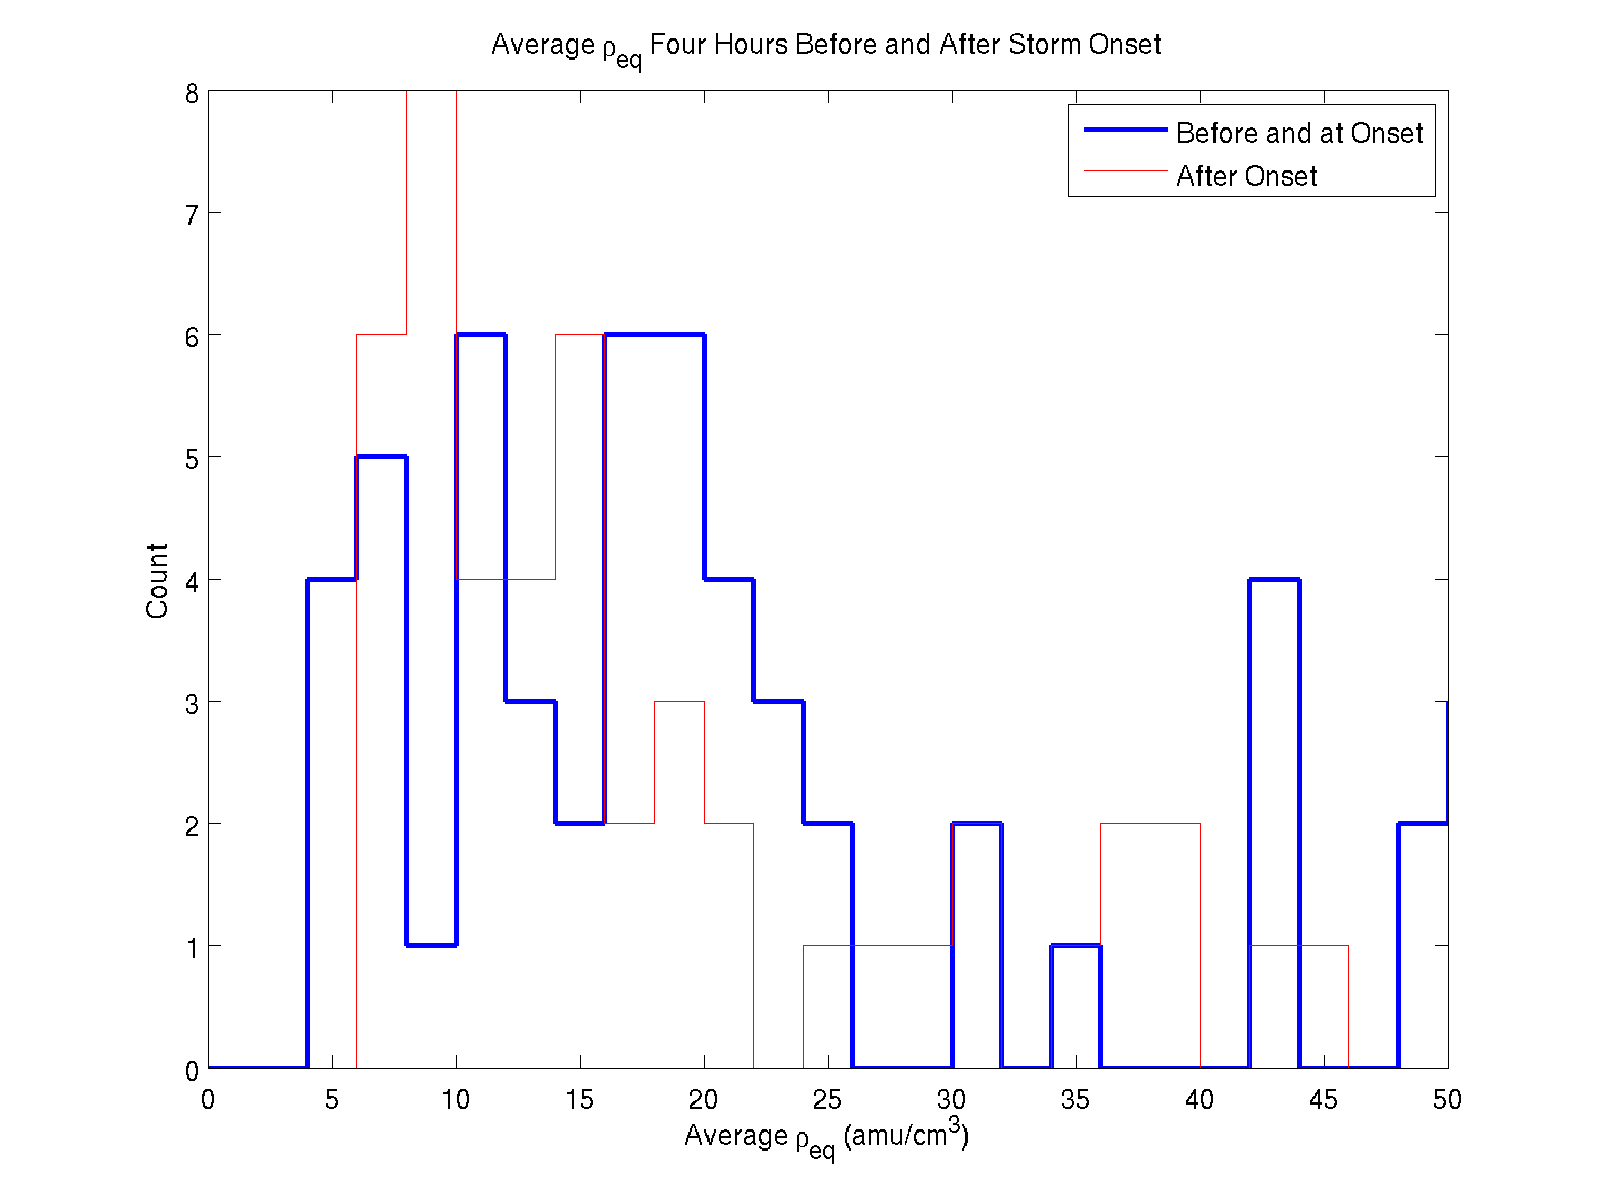 Average ρeq Four Hours Before and After Storm Onset
8
7
6
5
4
3
2
1
0
Count
Before and at Onset
After Onset
0 5 10 15 20 25 30 35 40 45 50
Average ρeq (amu/cm3)